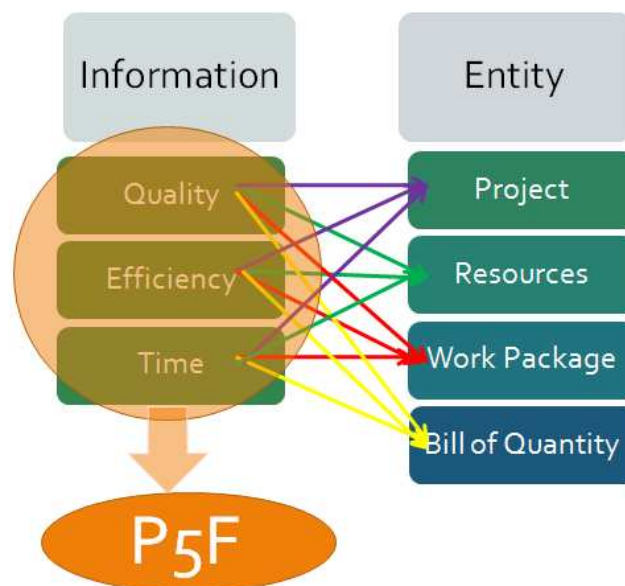 Information
Entity
Quality
Efficiency
Time
Project
Resources
Work Package
Bill of Quantity
P5F